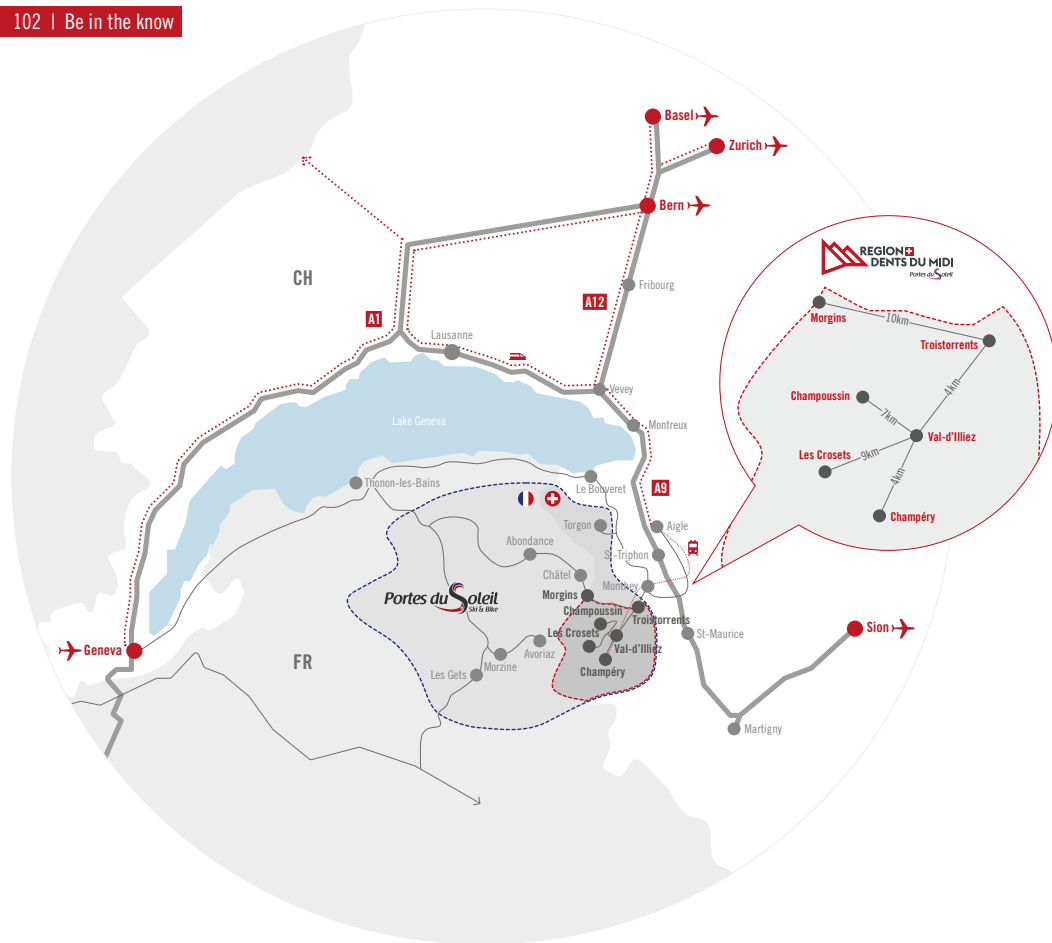 102 | Be in the know
Basel
Zurich
Bern
CH
Fribourg
A12
A1
Lausanne
Vevey
Lake Geneva
Montreux
Thonon-les-Bains
Le Bouveret
A9
Torgon
Aigle
Abondance
St-Triphon
Châtel
Monthey
Morgins
Portes du Soleil
Ski & Bike
Champoussin
Troistorrents
Les Crosets
St-Maurice
Sion
Geneva
Avoriaz
Val-d'Illiez
FR
Morzine
Les Gets
Champéry
Martigny
REGION
DENTS DU MIDI
Portes du Soleil
Morgins
10km
Troistorrents
Champoussin
4km
7km
Val-d'Illiez
Les Crosets
9km
4km
Champéry